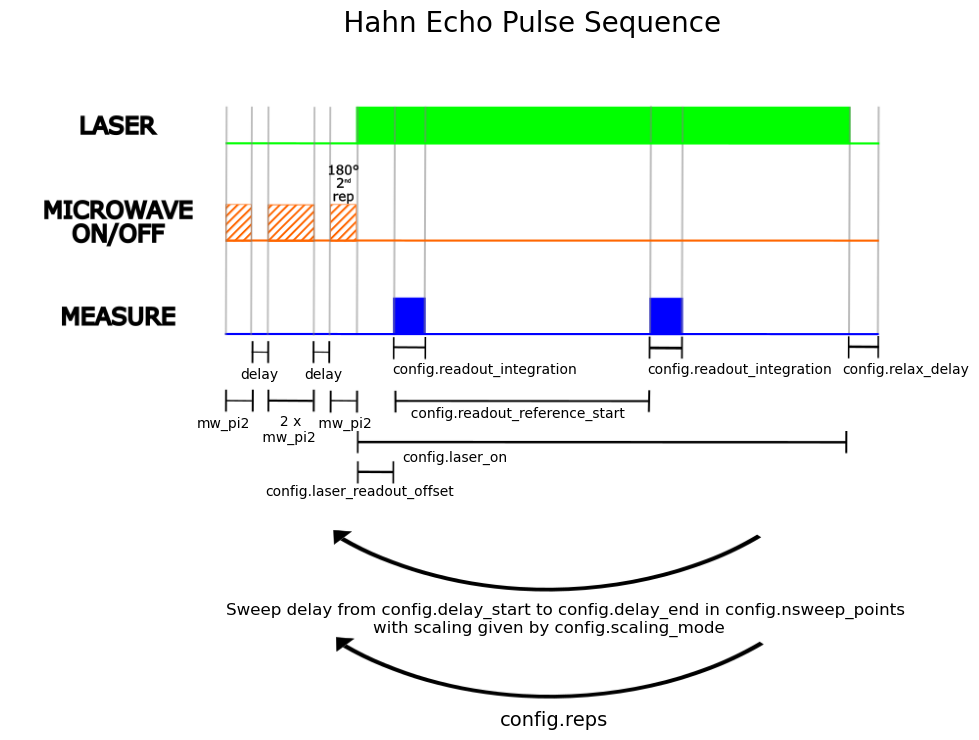 Hahn Echo Pulse Sequence
LASER
180°
2nd
rep
MICROWAVE
ON/OFF
MEASURE
delay
delay
config.readout_integration
config.readout_integration
config.relax_delay
mw_pi2
2 x
mw_pi2
mw_pi2
config.readout_reference_start
config.laser_on
config.laser_readout_offset
Sweep delay from config.delay_start to config.delay_end in config.nsweep_points
with scaling given by config.scaling_mode
config.reps